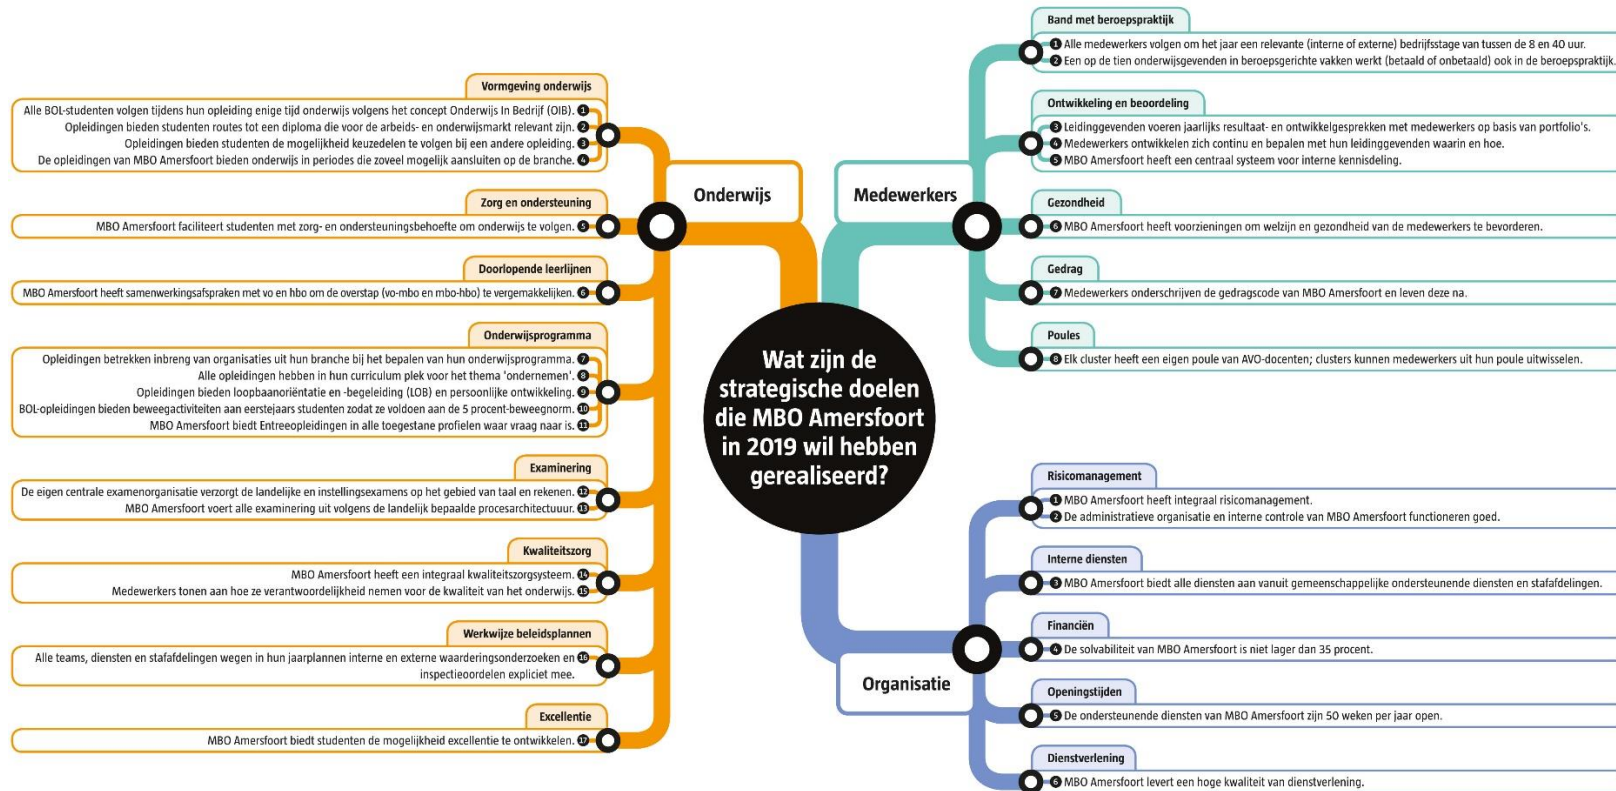 Wat zijn de
strategische doelen
die MBO Amersfoort
in 2019 wil hebben
gerealiseerd?
Onderwijs
Vormgeving onderwijs
Alle BOL-studenten volgen tijdens hun opleiding enige tijd onderwijs volgens het concept Onderwijs In Bedrijf (OIB). 1
Opleidingen bieden studenten routes tot een diploma die voor de arbeids- en onderwijsmarkt relevant zijn. 2
Opleidingen bieden studenten de mogelijkheid keuzedelen te volgen bij een andere opleiding. 3
De opleidingen van MBO Amersfoort bieden onderwijs in periodes die zoveel mogelijk aansluiten op de branche. 4
Zorg en ondersteuning
MBO Amersfoort faciliteert studenten met zorg- en ondersteuningsbehoefte om onderwijs te volgen. 5
Doorlopende leerlijnen
MBO Amersfoort heeft samenwerkingsafspraken met vo en hbo om de overstap (vo-mbo en mbo-hbo) te vergemakkelijken. 6
Onderwijsprogramma
Opleidingen betrekken inbreng van organisaties uit hun branche bij het bepalen van hun onderwijsprogramma. 7
Alle opleidingen hebben in hun curriculum plek voor het thema 'ondernemen'. 8
Opleidingen bieden loopbaanoriëntatie en -begeleiding (LOB) en persoonlijke ontwikkeling. 9
BOL-opleidingen bieden beweegactiviteiten aan eerstejaars studenten zodat ze voldoen aan de 5 procent-beweegnorm. 10
MBO Amersfoort biedt Entreeopleidingen in alle toegestane profielen waar vraag naar is. 11
Examinering
De eigen centrale examenorganisatie verzorgt de landelijke en instellingsexamens op het gebied van taal en rekenen. 12
MBO Amersfoort voert alle examinering uit volgens de landelijk bepaalde procesarchitectuuur. 13
Kwaliteitszorg
MBO Amersfoort heeft een integraal kwaliteitszorgsysteem. 14
Medewerkers tonen aan hoe ze verantwoordelijkheid nemen voor de kwaliteit van het onderwijs. 15
Werkwijze beleidsplannen
Alle teams, diensten en stafafdelingen wegen in hun jaarplannen interne en externe waarderingsonderzoeken en 16
inspectieoordelen expliciet mee.
Excellentie
MBO Amersfoort biedt studenten de mogelijkheid excellentie te ontwikkelen. 17
Medewerkers
Band met beroepspraktijk
1 Alle medewerkers volgen om het jaar een relevante (interne of externe) bedrijfsstage van tussen de 8 en 40 uur.
2 Een op de tien onderwijsgevenden in beroepsgerichte vakken werkt (betaald of onbetaald) ook in de beroepspraktijk.
Ontwikkeling en beoordeling
3 Leidinggevenden voeren jaarlijks resultaat- en ontwikkelgesprekken met medewerkers op basis van portfolio's.
4 Medewerkers ontwikkelen zich continu en bepalen met hun leidinggevenden waarin en hoe.
5 MBO Amersfoort heeft een centraal systeem voor interne kennisdeling.
Gezondheid
6 MBO Amersfoort heeft voorzieningen om welzijn en gezondheid van de medewerkers te bevorderen.
Gedrag
7 Medewerkers onderschrijven de gedragscode van MBO Amersfoort en leven deze na.
Poules
8 Elk cluster heeft een eigen poule van AVO-docenten; clusters kunnen medewerkers uit hun poule uitwisselen.
Organisatie
Risicomanagement
1 MBO Amersfoort heeft integraal risicomanagement.
2 De administratieve organisatie en interne controle van MBO Amersfoort functioneren goed.
Interne diensten
3 MBO Amersfoort biedt alle diensten aan vanuit gemeenschappelijke ondersteunende diensten en stafafdelingen.
Financiën
4 De solvabiliteit van MBO Amersfoort is niet lager dan 35 procent.
Openingstijden
5 De ondersteunende diensten van MBO Amersfoort zijn 50 weken per jaar open.
Dienstverlening
6 MBO Amersfoort levert een hoge kwaliteit van dienstverlening.